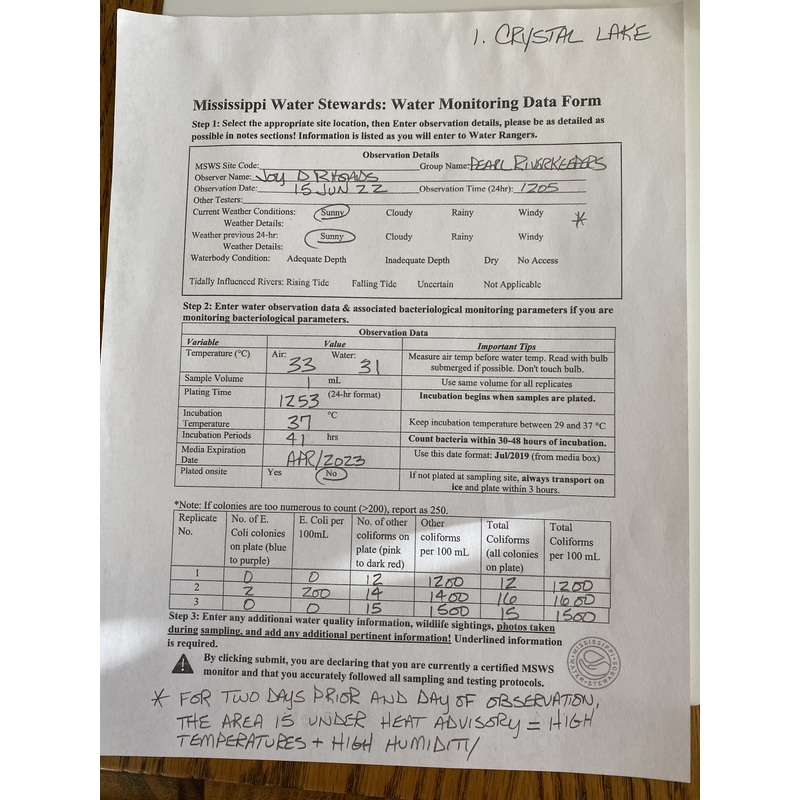 1. CRYSTAL LAKE
Mississippi Water Stewards: Water Monitoring Data Form
Step 1: Select the appropriate site location, then Enter observation details, please be as detailed as
possible in notes sections! Information is listed as you will enter to Water Rangers.
Observation Details
MSWS Site Code: Group Name: PEARL RIVERKEEPERS
Observer Name: JOY D RHOADS
Observation Date: 15 JUN 22 Observation Time (24hr): 1205
Other Testers:
Current Weather Conditions: Sunny Cloudy Rainy Windy *
Weather Details:
Weather previous 24-hr: Sunny Cloudy Rainy Windy
Weather Details:
Waterbody Condition: Adequate Depth Inadequate Depth Dry No Access
Tidally Influenced Rivers: Rising Tide Falling Tide Uncertain Not Applicable
Step 2: Enter water observation data & associated bacteriological monitoring parameters if you are
monitoring bacteriological parameters.
Observation Data
Variable Value Important Tips
Temperature (°C) Air: 33 Water: 31 Measure air temp before water temp. Read with bulb
submerged if possible. Don't touch bulb.
Sample Volume 1 mL Use same volume for all replicates
Plating Time 1253 (24-hr format) Incubation begins when samples are plated.
Incubation
Temperature 37 °C Keep incubation temperature between 29 and 37 °C
Incubation Periods 41 hrs Count bacteria within 30-48 hours of incubation.
Media Expiration
Date APR/2023 Use this date format: Jul/2019 (from media box)
Plated onsite Yes No If not plated at sampling site, always transport on
ice and plate within 3 hours.
*Note: If colonies are too numerous to count (>200), report as 250.
Replicate No. of E. E. Coli per No. of other Other Total Total
No. Coli colonies 100mL coliforms on coliforms Coliforms Coliforms
on plate (blue plate (pink per 100 mL (all colonies per 100 mL
to purple) to dark red) on plate)
1 0 0 12 1200 12 1200
2 2 200 14 1400 16 1600
3 0 0 15 1500 15 1500
Step 3: Enter any additional water quality information, wildlife sightings, photos taken
during sampling, and add any additional pertinent information! Underlined information
is required.
By clicking submit, you are declaring that you are currently a certified MSWS
monitor and that you accurately followed all sampling and testing protocols.
MISSISSIPPI WATER STEWARDS
* FOR TWO DAYS PRIOR AND DAY OF OBSERVATION,
THE AREA IS UNDER HEAT ADVISORY = HIGH
TEMPERATURES + HIGH HUMIDITY